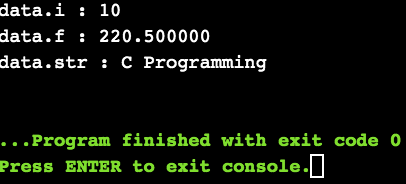 data.i : 10
data.f : 220.500000
data.str : C Programming
...Program finished with exit code 0
Press ENTER to exit console.